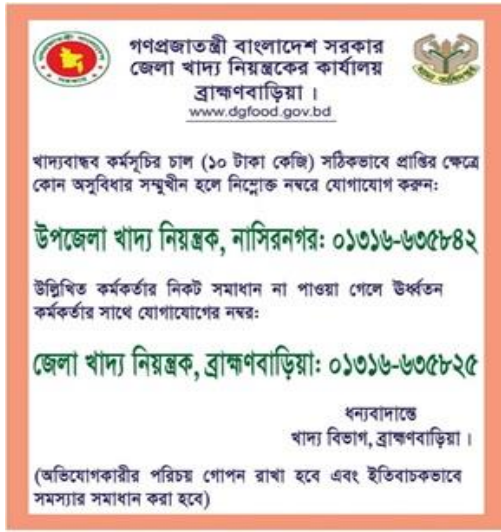 গণপ্রজাতন্ত্রী বাংলাদেশ সরকার
জেলা খাদ্য নিয়ন্ত্রকের কার্যালয়
ব্রাহ্মণবাড়িয়া ।
www.dgfood.gov.bd
খাদ্যবান্ধব কর্মসূচির চাল (১০ টাকা কেজি) সঠিকভাবে প্রাপ্তির ক্ষেত্রে
কোন অসুবিধার সম্মুখীন হলে নিম্নোক্ত নম্বরে যোগাযোগ করুন:
উপজেলা খাদ্য নিয়ন্ত্রক, নাসিরনগর: ০১৩১৬-৬৩৫৮৪২
উল্লিখিত কর্মকর্তার নিকট সমাধান না পাওয়া গেলে ঊর্ধ্বতন
কর্মকর্তার সাথে যোগাযোগের নম্বর:
জেলা খাদ্য নিয়ন্ত্রক, ব্রাহ্মণবাড়িয়া: ০১৩১৬-৬৩৫৮২৫
ধন্যবাদান্তে
খাদ্য বিভাগ, ব্রাহ্মণবাড়িয়া ।
(অভিযোগকারীর পরিচয় গোপন রাখা হবে এবং ইতিবাচকভাবে
সমস্যার সমাধান করা হবে)